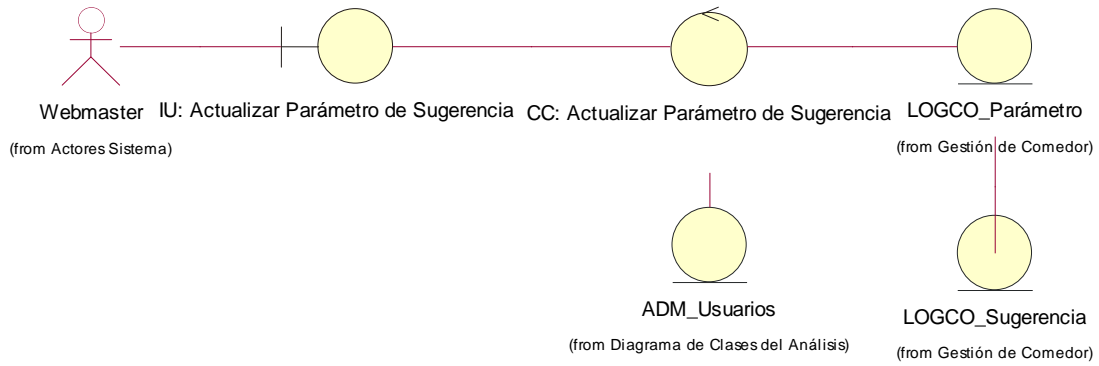 Webmaster
(from Actores Sistema)
IU: Actualizar Parámetro de Sugerencia
CC: Actualizar Parámetro de Sugerencia
LOGCO_Parámetro
(from Gestión de Comedor)
ADM_Usuarios
(from Diagrama de Clases del Análisis)
LOGCO_Sugerencia
(from Gestión de Comedor)